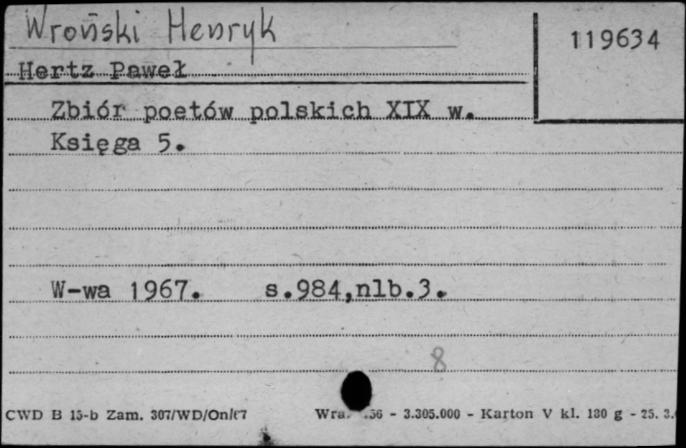 Wroński Henryk
119634
Hertz Paweł
Zbiór poetów polskich XIX w.
Księga 5.
W-wa 1967. s.984,nlb.3.
8
CWD B 15-b Zam. 307/WD/On/67 56 - 3.305.000 - Karton V kl. 180 g - 25. 3.